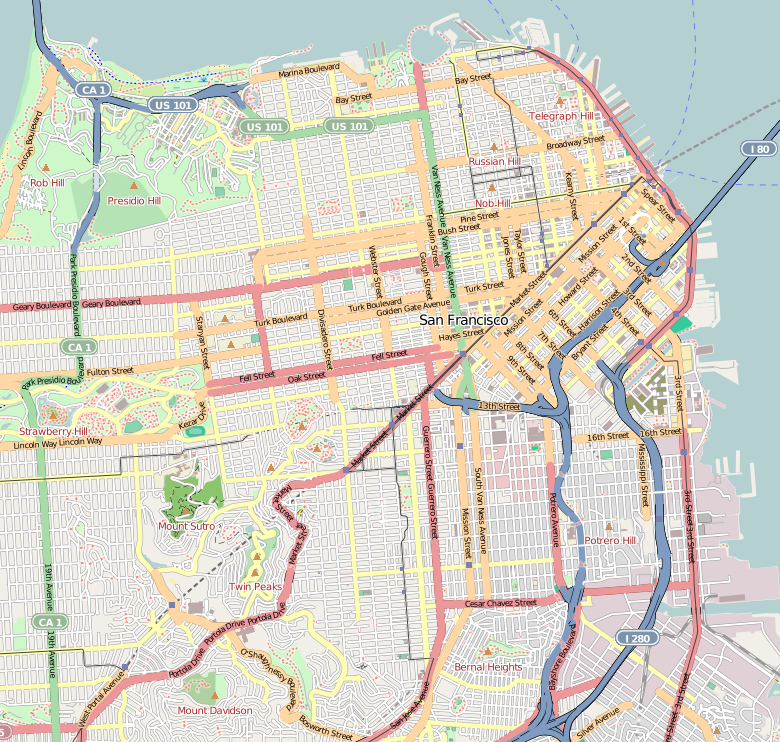 Marina Boulevard
Bay Street
CA 1
US 101
Bay Street
Telegraph Hill
US 101
US 101
Broadway Street
I 80
Lincoln Boulevard
Russian Hill
Rob Hill
Presidio Hill
Van Ness Avenue
Kearny Street
Nob Hill
Spear Street
Pine Street
Bush Street
1st Street
Franklin Street
Van Ness Avenue
Taylor Street
Jones Street
Mission Street
Park Presidio Boulevard
Webster Street
Gough Street
2nd Street
Market Street
Howard Street
Turk Street
Geary Boulevard
Geary Boulevard
Turk Boulevard
Golden Gate Avenue
Mission Street
6th Street
Harrison Street
4th Street
Turk Boulevard
San Francisco
Stanyan Street
Divisadero Street
Hayes Street
7th Street
Bryant Street
CA 1
Fell Street
8th Street
9th Street
Fulton Street
Fell Street
Oak Street
3rd Street
Kezar Drive
Market Street
13th Street
Strawberry Hill
Lincoln Way
Lincoln Way
16th Street
16th Street
Market Street
Guerrero Street
Guerrero Street
South Van Ness Avenue
Mississippi Street
Mount Sutro
Mission Street
Potrero Avenue
3rd Street
3rd Street
Market Street
Potrero Hill
19th Avenue
Twin Peaks
Cesar Chavez Street
CA 1
Portola Drive
Portola Drive
I 280
19th Avenue
Portola Drive
O'Shaughnessy Boulevard
Bernal Heights
Bayshore Boulevard
West Portal Avenue
Mount Davidson
3rd Street
San Jose Avenue
Bosworth Street
Silver Avenue